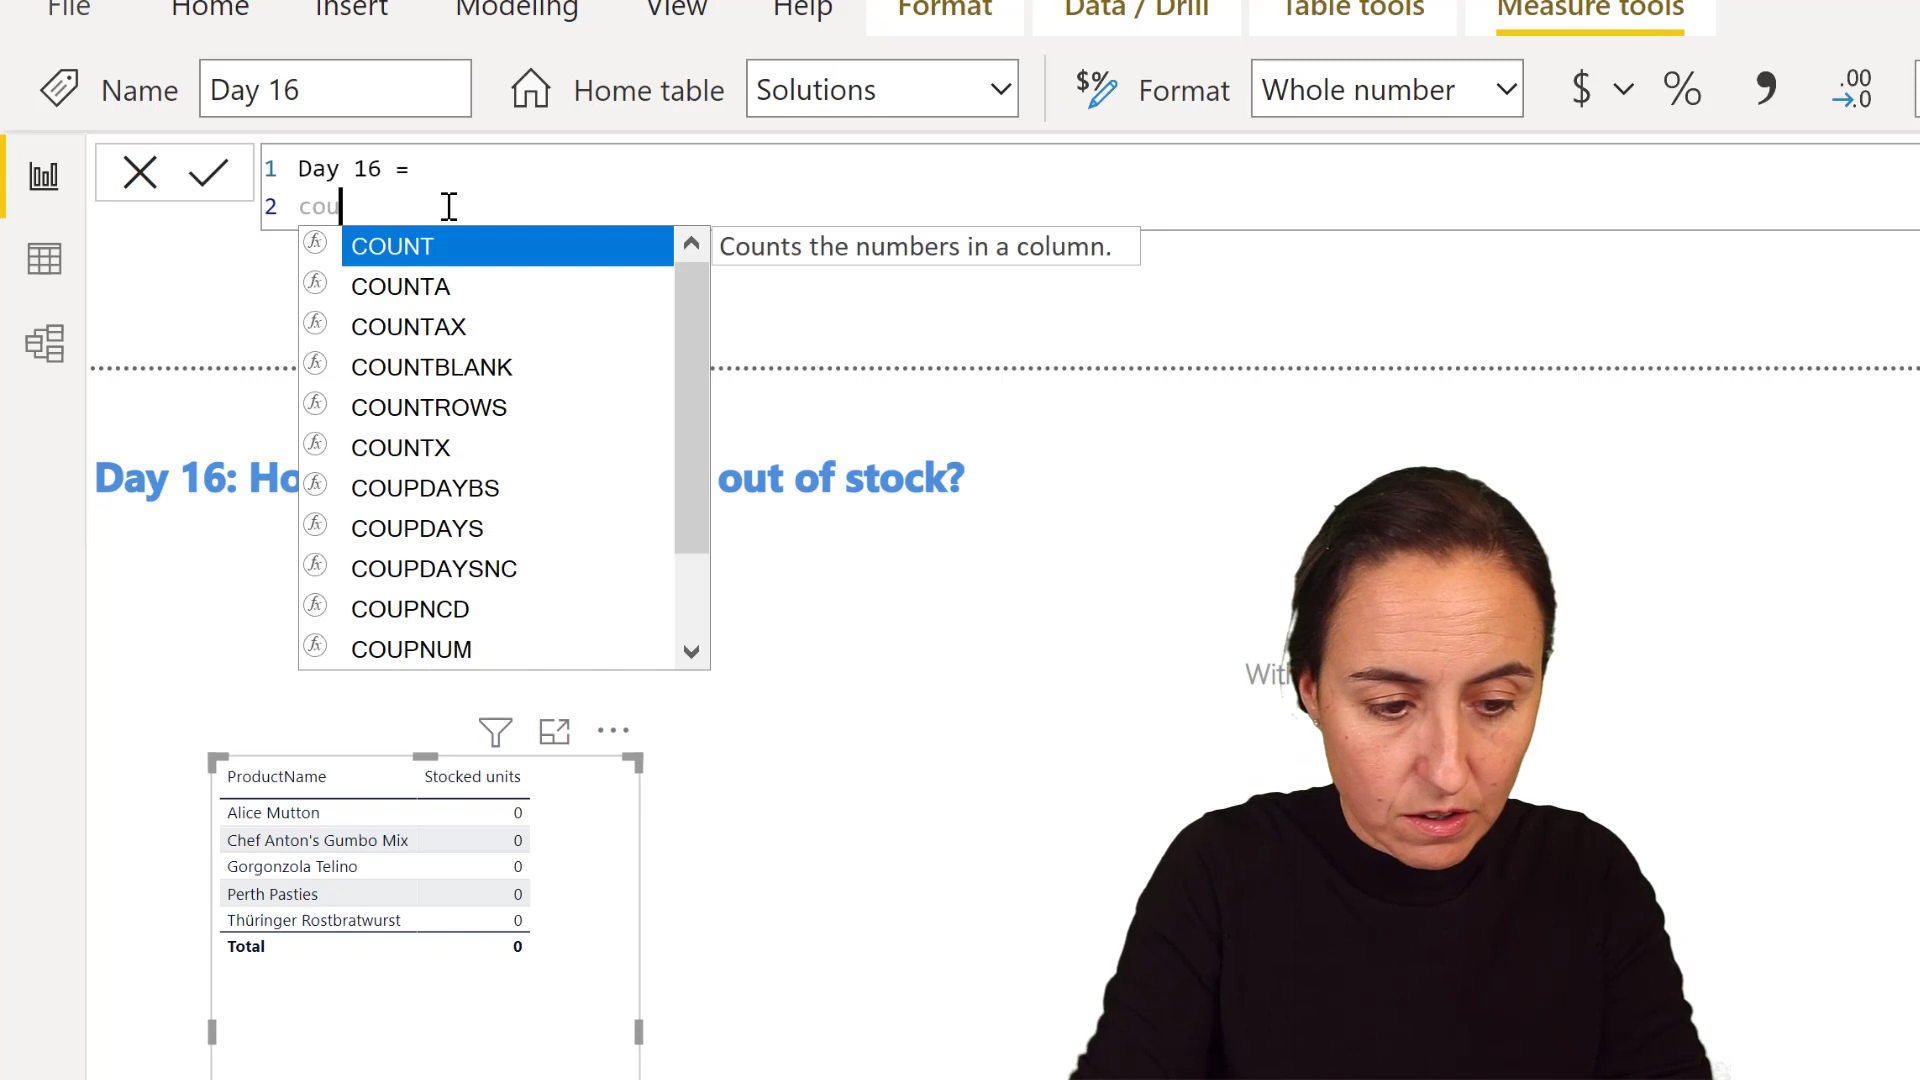 File Home Insert Modeling View Help Format Data / Drill Table tools Measure tools
Name Day 16 Home table Solutions Format Whole number $ % , .00 .0
1 Day 16 =
2 cou
COUNT Counts the numbers in a column.
COUNTA
COUNTAX
COUNTBLANK
COUNTROWS
COUNTX
COUPDAYBS
COUPDAYS
COUPDAYSNC
COUPNCD
COUPNUM
Day 16: Ho out of stock?
With
ProductName Stocked units
Alice Mutton 0
Chef Anton's Gumbo Mix 0
Gorgonzola Telino 0
Perth Pasties 0
Thüringer Rostbratwurst 0
Total 0